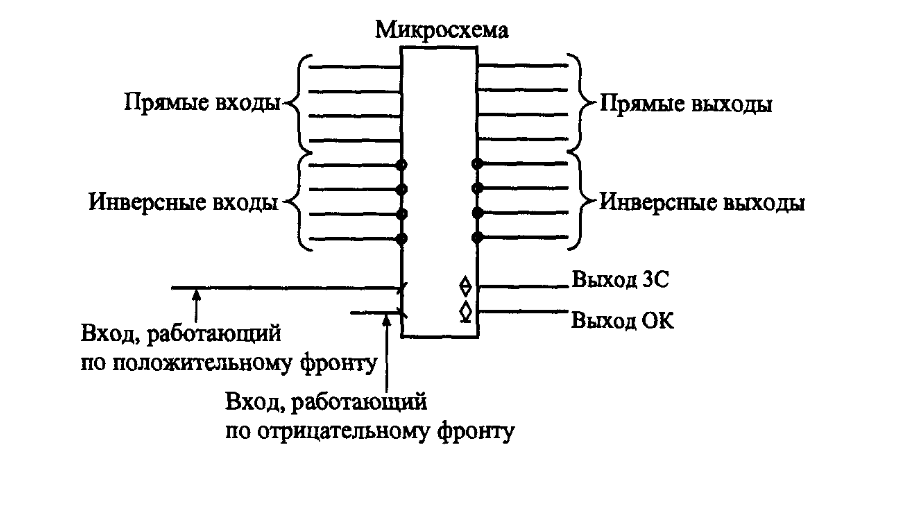 Микросхема
Прямые входы
Прямые выходы
Инверсные входы
Инверсные выходы
Выход 3С
Выход ОК
Вход, работающий
по положительному фронту
Вход, работающий
по отрицательному фронту